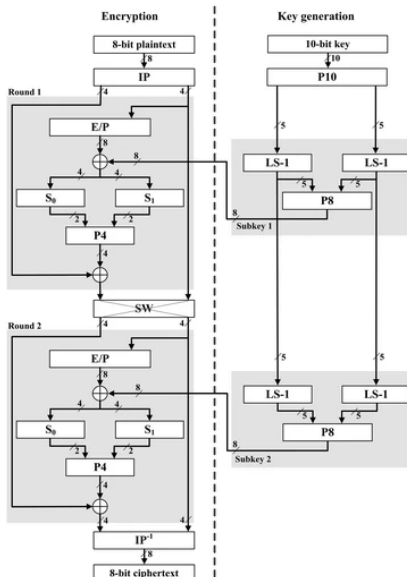 Encryption
Key generation
8-bit plaintext
10-bit key
8
10
IP
P10
Round 1
4
4
E/P
5
5
8
8
LS-1
LS-1
4
4
5
5
S0
S1
P8
2
2
8
Subkey 1
P4
4
SW
Round 2
4
4
E/P
5
5
8
8
LS-1
LS-1
4
4
5
5
S0
S1
P8
2
2
8
Subkey 2
P4
4
4
4
IP-1
8
8-bit ciphertext